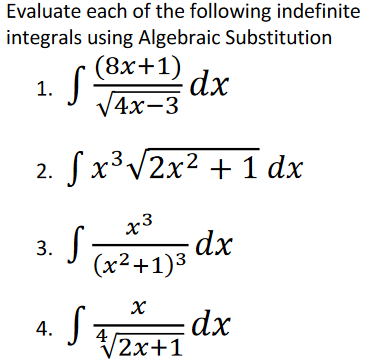 Evaluate each of the following indefinite
integrals using Algebraic Substitution
1. ∫ (8x+1)/√(4x−3) dx
2. ∫ x³√(2x² + 1) dx
3. ∫ x³/(x²+1)³ dx
4. ∫ x/∜(2x+1) dx